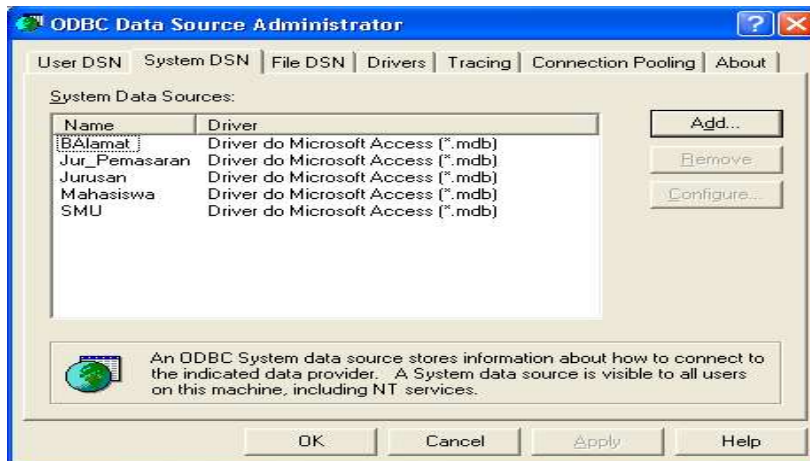 ODBC Data Source Administrator
User DSN System DSN File DSN Drivers Tracing Connection Pooling About
System Data Sources:
Name Driver
BAlamat Driver do Microsoft Access (*.mdb)
Jur_Pemasaran Driver do Microsoft Access (*.mdb)
Jurusan Driver do Microsoft Access (*.mdb)
Mahasiswa Driver do Microsoft Access (*.mdb)
SMU Driver do Microsoft Access (*.mdb)
Add...
Remove
Configure...
An ODBC System data source stores information about how to connect to
the indicated data provider. A System data source is visible to all users
on this machine, including NT services.
OK Cancel Apply Help